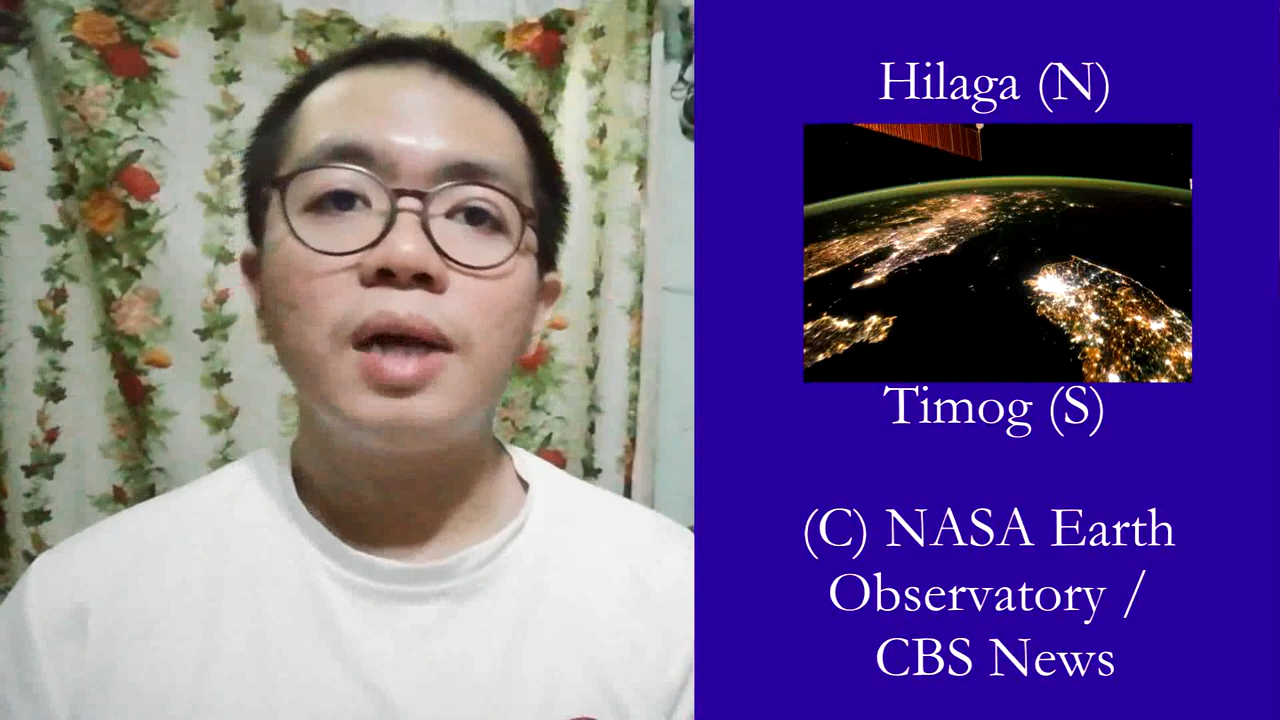 Hilaga (N)
Timog (S)
(C) NASA Earth
Observatory /
CBS News